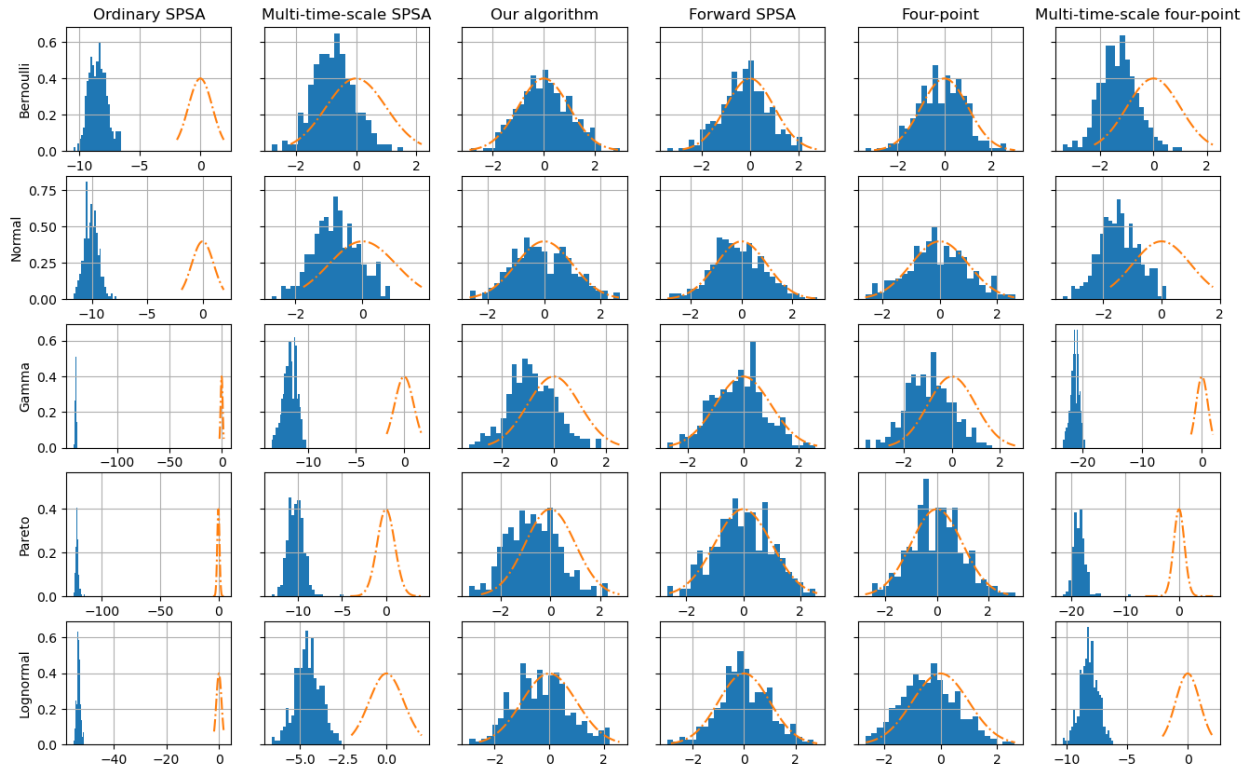 Ordinary SPSA Multi-time-scale SPSA Our algorithm Forward SPSA Four-point Multi-time-scale four-point
Bernoulli
0.6
0.4
0.2
0.0
−10 −5 0
−2 0 2
−2 0 2
−2 0 2
−2 0 2
−2 0 2
Normal
0.75
0.50
0.25
0.00
−10 −5 0
−2 0
−2 0 2
−2 0 2
−2 0 2
−4 −2 0 2
Gamma
0.6
0.4
0.2
0.0
−100 −50 0
−10 −5 0
−2 0 2
−2 0 2
−2 0 2
−20 −10 0
Pareto
0.4
0.2
0.0
−100 −50 0
−10 −5 0
−2 0 2
−2 0 2
−2 0 2
−20 −10 0
Lognormal
0.6
0.4
0.2
0.0
−40 −20 0
−5.0 −2.5 0.0
−2 0 2
−2 0 2
−2 0 2
−10 −5 0